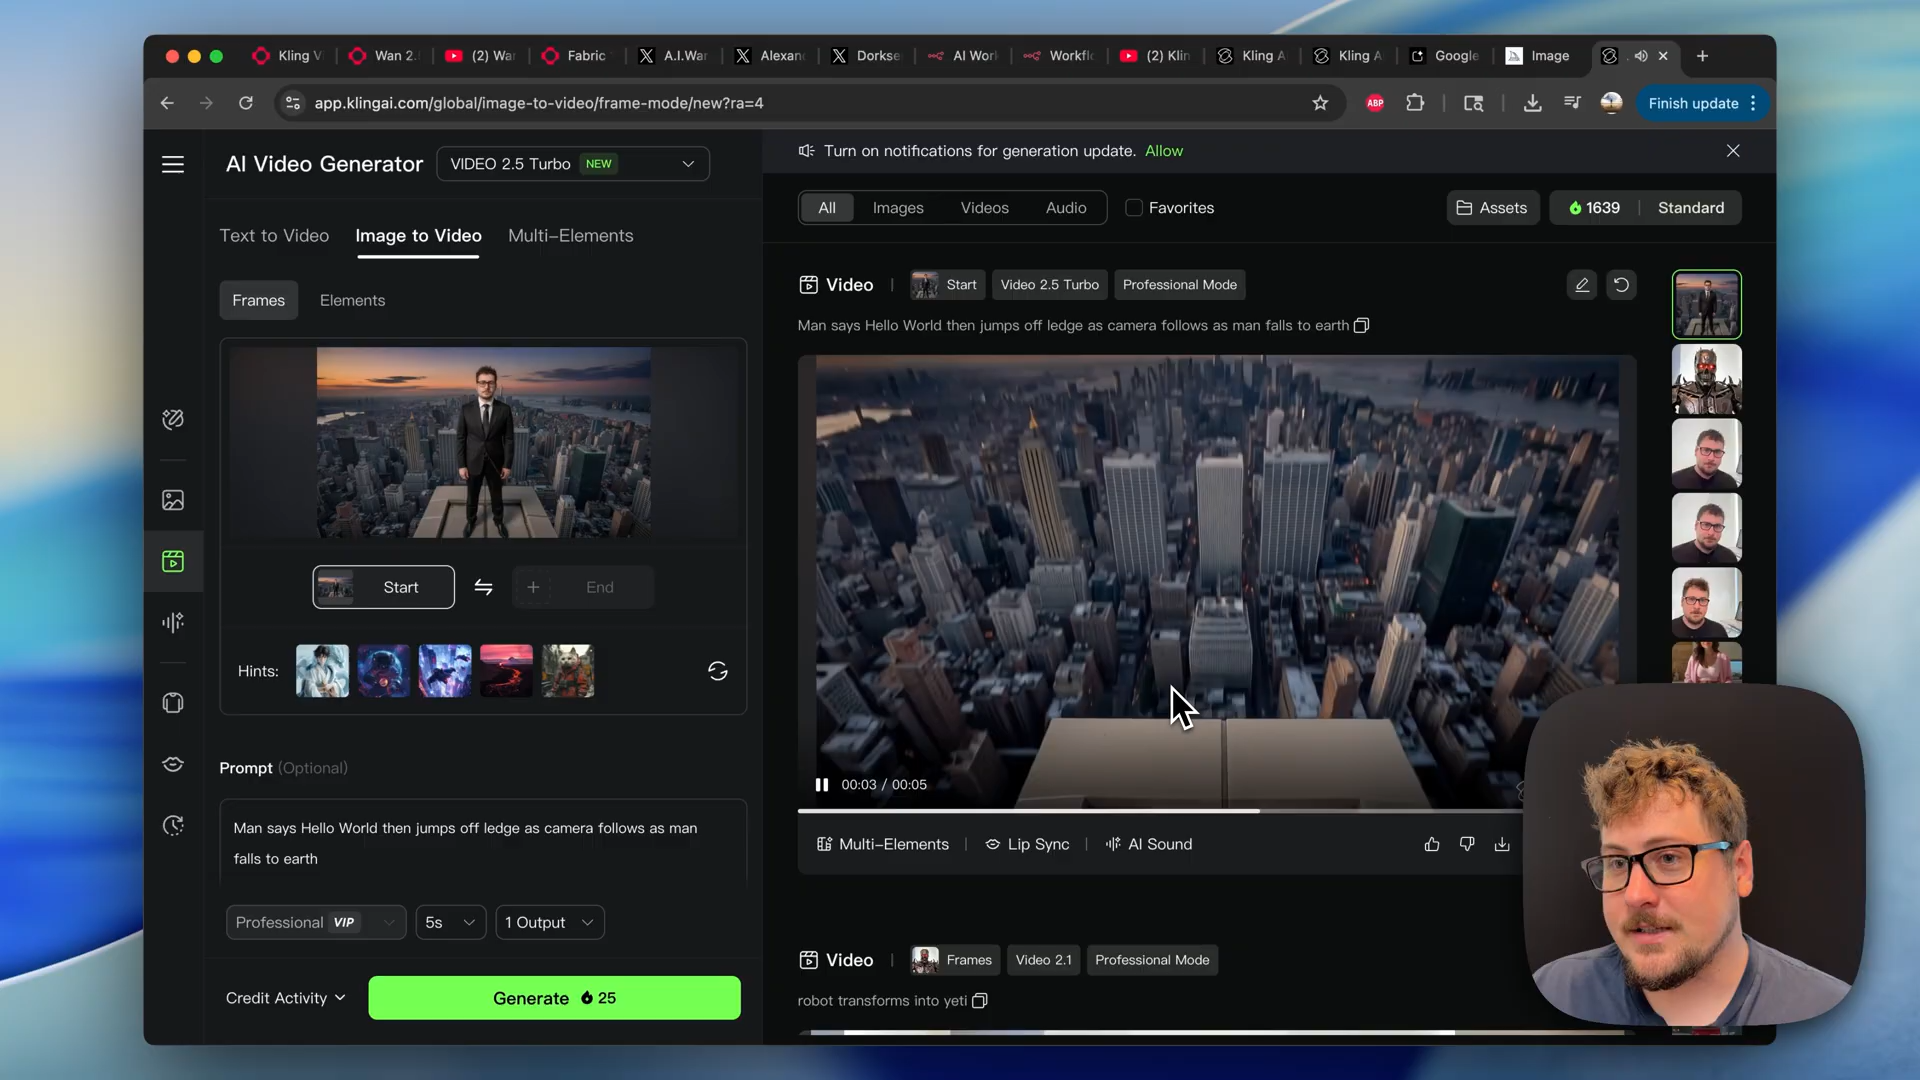 Kling V
Wan 2.
(2) Wan
Fabric
A.I.War
Alexan
Dorkse
AI Work
Workfl
(2) Klin
Kling A
Kling A
Google
Image
app.klingai.com/global/image-to-video/frame-mode/new?ra=4
ABP
Finish update
AI Video Generator
VIDEO 2.5 Turbo NEW
Turn on notifications for generation update. Allow
All Images Videos Audio Favorites
Assets
1639 Standard
Text to Video Image to Video Multi-Elements
Frames Elements
Video Start Video 2.5 Turbo Professional Mode
Man says Hello World then jumps off ledge as camera follows as man falls to earth
Start End
Hints:
Prompt (Optional)
Man says Hello World then jumps off ledge as camera follows as man
falls to earth
00:03 / 00:05
Multi-Elements Lip Sync AI Sound
Professional VIP 5s 1 Output
Video Frames Video 2.1 Professional Mode
robot transforms into yeti
Credit Activity
Generate 25